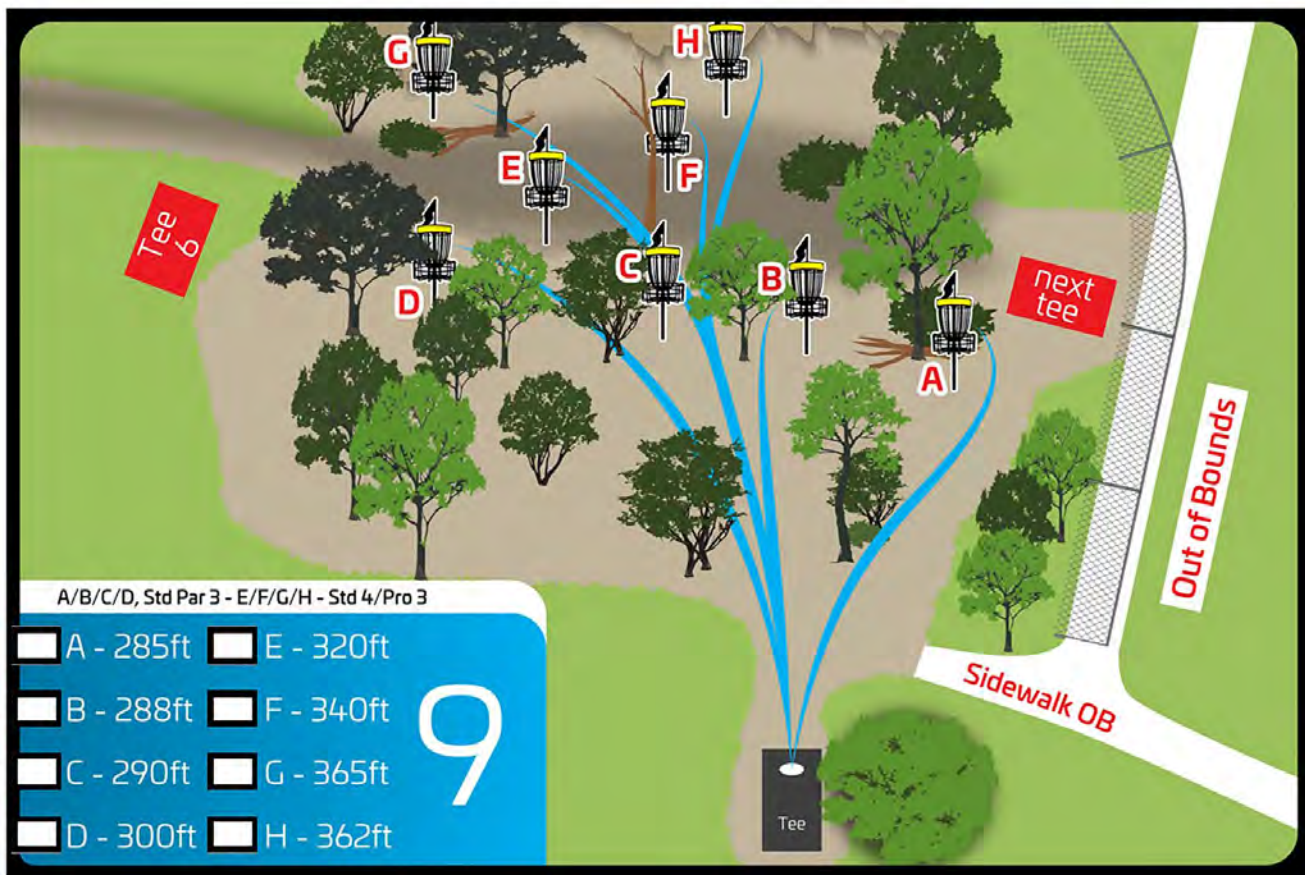 G
H
E
F
Tee
6
C
B
D
A
next
tee
Out of Bounds
Sidewalk OB
A/B/C/D, Std Par 3 - E/F/G/H - Std 4/Pro 3
A - 285ft
E - 320ft
B - 288ft
F - 340ft
C - 290ft
G - 365ft
D - 300ft
H - 362ft
9
Tee